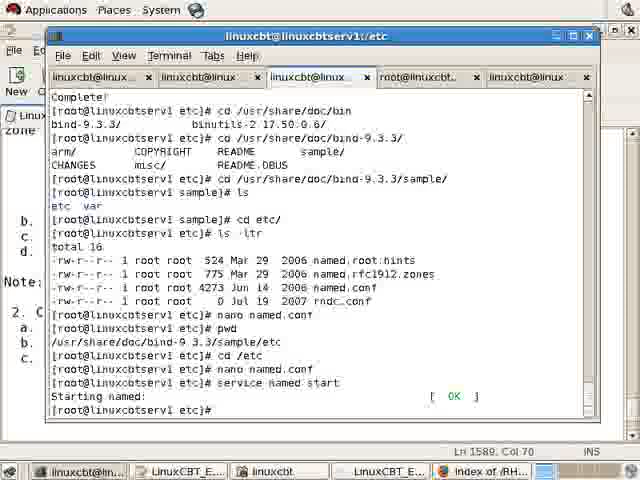 Applications Places System
linuxcbt@linuxcbtserv1:/etc
File Edit
File Edit View Terminal Tabs Help
New
linuxcbt@linux... linuxcbt@linux linuxcbt@linux... root@linuxcbt... linuxcbt@linux
Linux
Complete!
[root@linuxcbtserv1 etc]# cd /usr/share/doc/bin
bind-9.3.3/ binutils-2.17.50.0.6/
[root@linuxcbtserv1 etc]# cd /usr/share/doc/bind-9.3.3/
arm/ COPYRIGHT README sample/
CHANGES misc/ README.DBUS
[root@linuxcbtserv1 etc]# cd /usr/share/doc/bind-9.3.3/sample/
[root@linuxcbtserv1 sample]# ls
etc var
[root@linuxcbtserv1 sample]# cd etc/
[root@linuxcbtserv1 etc]# ls -ltr
total 16
-rw-r--r-- 1 root root 524 Mar 29 2006 named.root.hints
-rw-r--r-- 1 root root 775 Mar 29 2006 named.rfc1912.zones
-rw-r--r-- 1 root root 4273 Jun 14 2006 named.conf
-rw-r--r-- 1 root root 0 Jul 19 2007 rndc.conf
[root@linuxcbtserv1 etc]# nano named.conf
[root@linuxcbtserv1 etc]# pwd
/usr/share/doc/bind-9.3.3/sample/etc
[root@linuxcbtserv1 etc]# cd /etc
[root@linuxcbtserv1 etc]# nano named.conf
[root@linuxcbtserv1 etc]# service named start
Starting named: [ OK ]
[root@linuxcbtserv1 etc]#
zone
b.
c.
d.
Note:
2. C
a.
b.
c.
Ln 1589, Col 70 INS
linuxcbt@lin... LinuxCBT_E... linuxcbt LinuxCBT_E... Index of /RH...